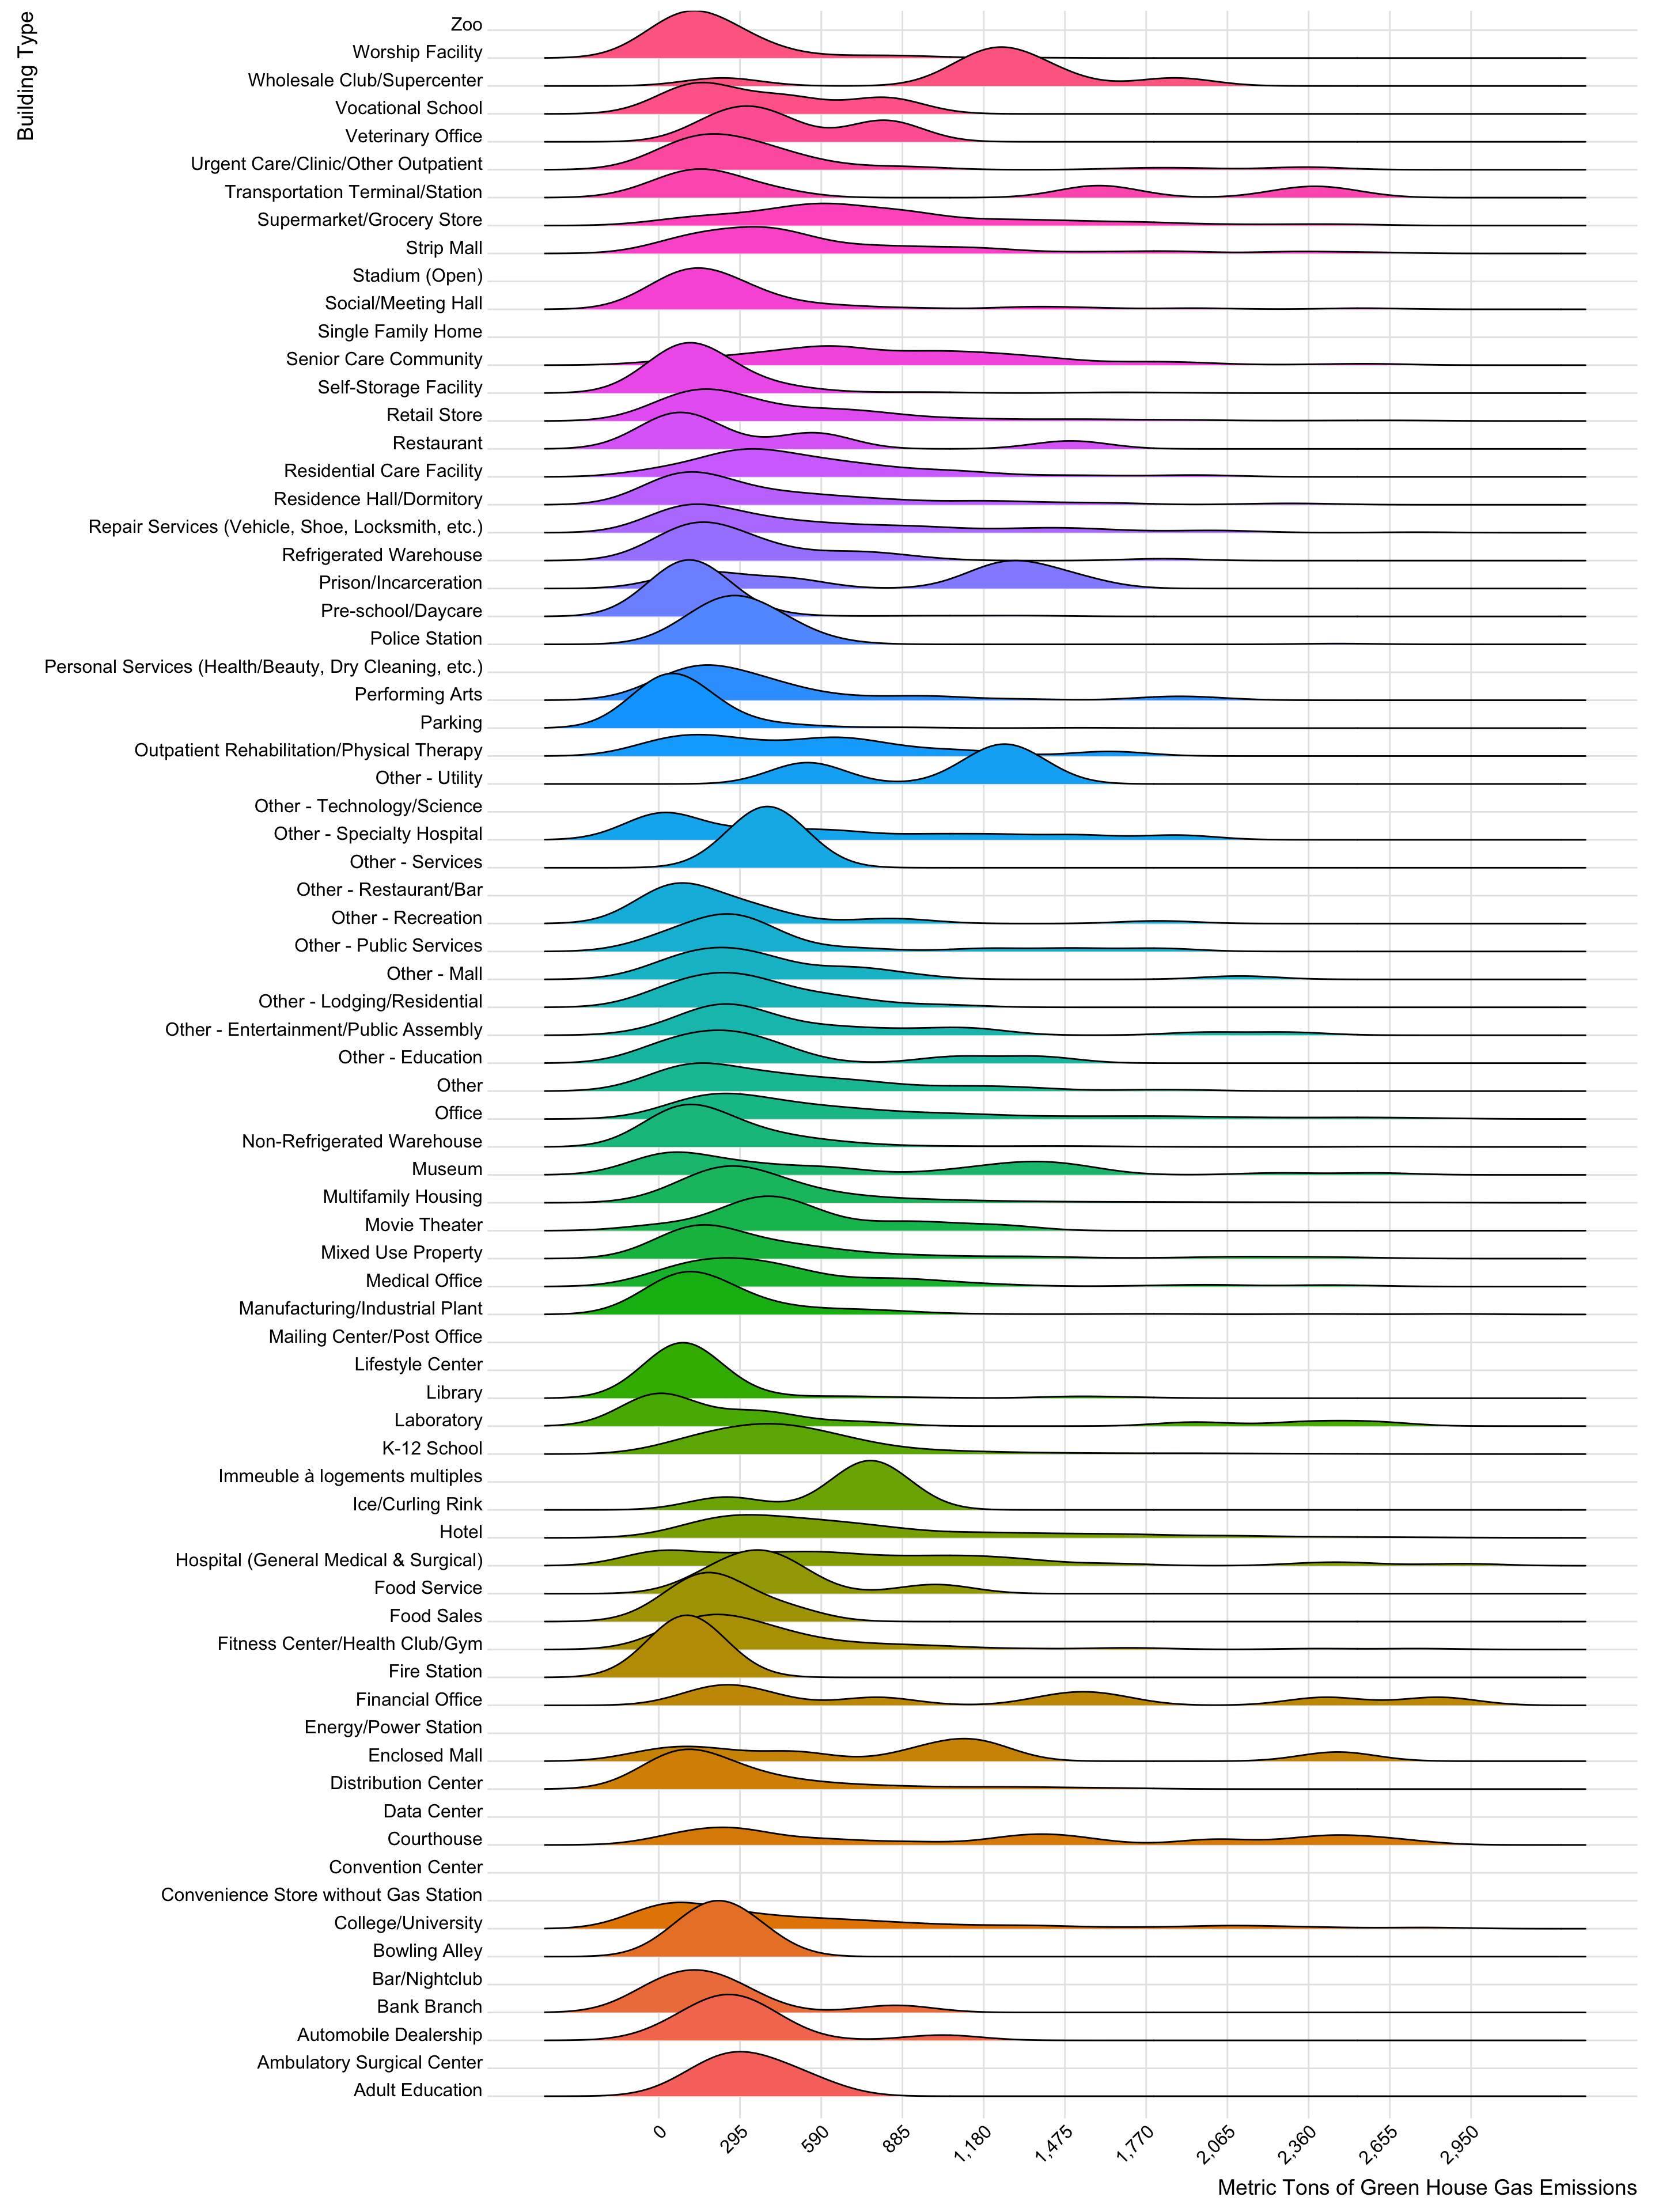 Building Type
Zoo
Worship Facility
Wholesale Club/Supercenter
Vocational School
Veterinary Office
Urgent Care/Clinic/Other Outpatient
Transportation Terminal/Station
Supermarket/Grocery Store
Strip Mall
Stadium (Open)
Social/Meeting Hall
Single Family Home
Senior Care Community
Self-Storage Facility
Retail Store
Restaurant
Residential Care Facility
Residence Hall/Dormitory
Repair Services (Vehicle, Shoe, Locksmith, etc.)
Refrigerated Warehouse
Prison/Incarceration
Pre-school/Daycare
Police Station
Personal Services (Health/Beauty, Dry Cleaning, etc.)
Performing Arts
Parking
Outpatient Rehabilitation/Physical Therapy
Other - Utility
Other - Technology/Science
Other - Specialty Hospital
Other - Services
Other - Restaurant/Bar
Other - Recreation
Other - Public Services
Other - Mall
Other - Lodging/Residential
Other - Entertainment/Public Assembly
Other - Education
Other
Office
Non-Refrigerated Warehouse
Museum
Multifamily Housing
Movie Theater
Mixed Use Property
Medical Office
Manufacturing/Industrial Plant
Mailing Center/Post Office
Lifestyle Center
Library
Laboratory
K-12 School
Immeuble à logements multiples
Ice/Curling Rink
Hotel
Hospital (General Medical & Surgical)
Food Service
Food Sales
Fitness Center/Health Club/Gym
Fire Station
Financial Office
Energy/Power Station
Enclosed Mall
Distribution Center
Data Center
Courthouse
Convention Center
Convenience Store without Gas Station
College/University
Bowling Alley
Bar/Nightclub
Bank Branch
Automobile Dealership
Ambulatory Surgical Center
Adult Education
0 295 590 885 1,180 1,475 1,770 2,065 2,360 2,655 2,950
Metric Tons of Green House Gas Emissions